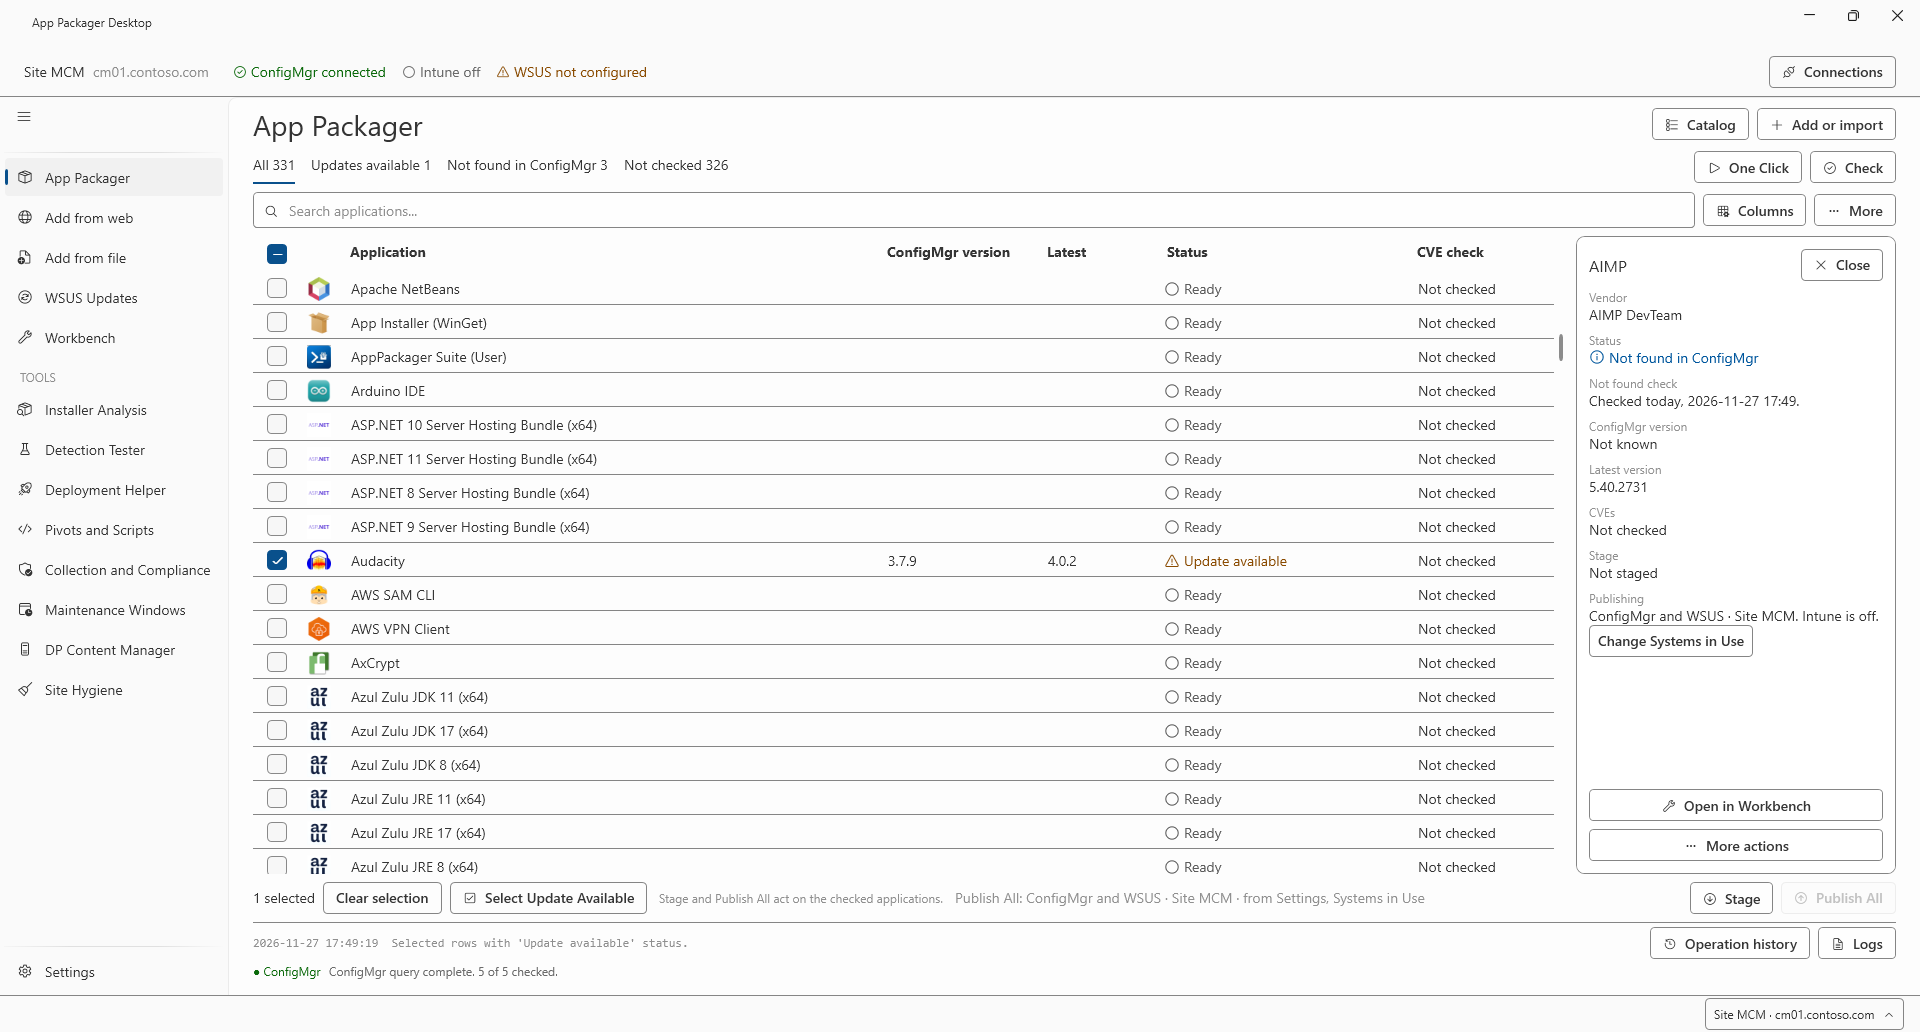 App Packager Desktop
Site MCM cm01.contoso.com ConfigMgr connected Intune off WSUS not configured Connections
App Packager
Add from web
Add from file
WSUS Updates
Workbench
TOOLS
Installer Analysis
Detection Tester
Deployment Helper
Pivots and Scripts
Collection and Compliance
Maintenance Windows
DP Content Manager
Site Hygiene
Settings
App Packager
Catalog Add or import
All 331 Updates available 1 Not found in ConfigMgr 3 Not checked 326
One Click Check
Search applications...
Columns More
Application ConfigMgr version Latest Status CVE check
Apache NetBeans Ready Not checked
App Installer (WinGet) Ready Not checked
AppPackager Suite (User) Ready Not checked
Arduino IDE Ready Not checked
ASP.NET ASP.NET 10 Server Hosting Bundle (x64) Ready Not checked
ASP.NET ASP.NET 11 Server Hosting Bundle (x64) Ready Not checked
ASP.NET ASP.NET 8 Server Hosting Bundle (x64) Ready Not checked
ASP.NET ASP.NET 9 Server Hosting Bundle (x64) Ready Not checked
Audacity 3.7.9 4.0.2 Update available Not checked
AWS SAM CLI Ready Not checked
AWS VPN Client Ready Not checked
AxCrypt Ready Not checked
azul Azul Zulu JDK 11 (x64) Ready Not checked
azul Azul Zulu JDK 17 (x64) Ready Not checked
azul Azul Zulu JDK 8 (x64) Ready Not checked
azul Azul Zulu JRE 11 (x64) Ready Not checked
azul Azul Zulu JRE 17 (x64) Ready Not checked
azul Azul Zulu JRE 8 (x64) Ready Not checked
AIMP
Close
Vendor
AIMP DevTeam
Status
Not found in ConfigMgr
Not found check
Checked today, 2026-11-27 17:49.
ConfigMgr version
Not known
Latest version
5.40.2731
CVEs
Not checked
Stage
Not staged
Publishing
ConfigMgr and WSUS · Site MCM. Intune is off.
Change Systems in Use
Open in Workbench
More actions
1 selected Clear selection Select Update Available Stage and Publish All act on the checked applications. Publish All: ConfigMgr and WSUS · Site MCM · from Settings, Systems in Use Stage Publish All
2026-11-27 17:49:19 Selected rows with 'Update available' status.
Operation history Logs
ConfigMgr ConfigMgr query complete. 5 of 5 checked.
Site MCM · cm01.contoso.com